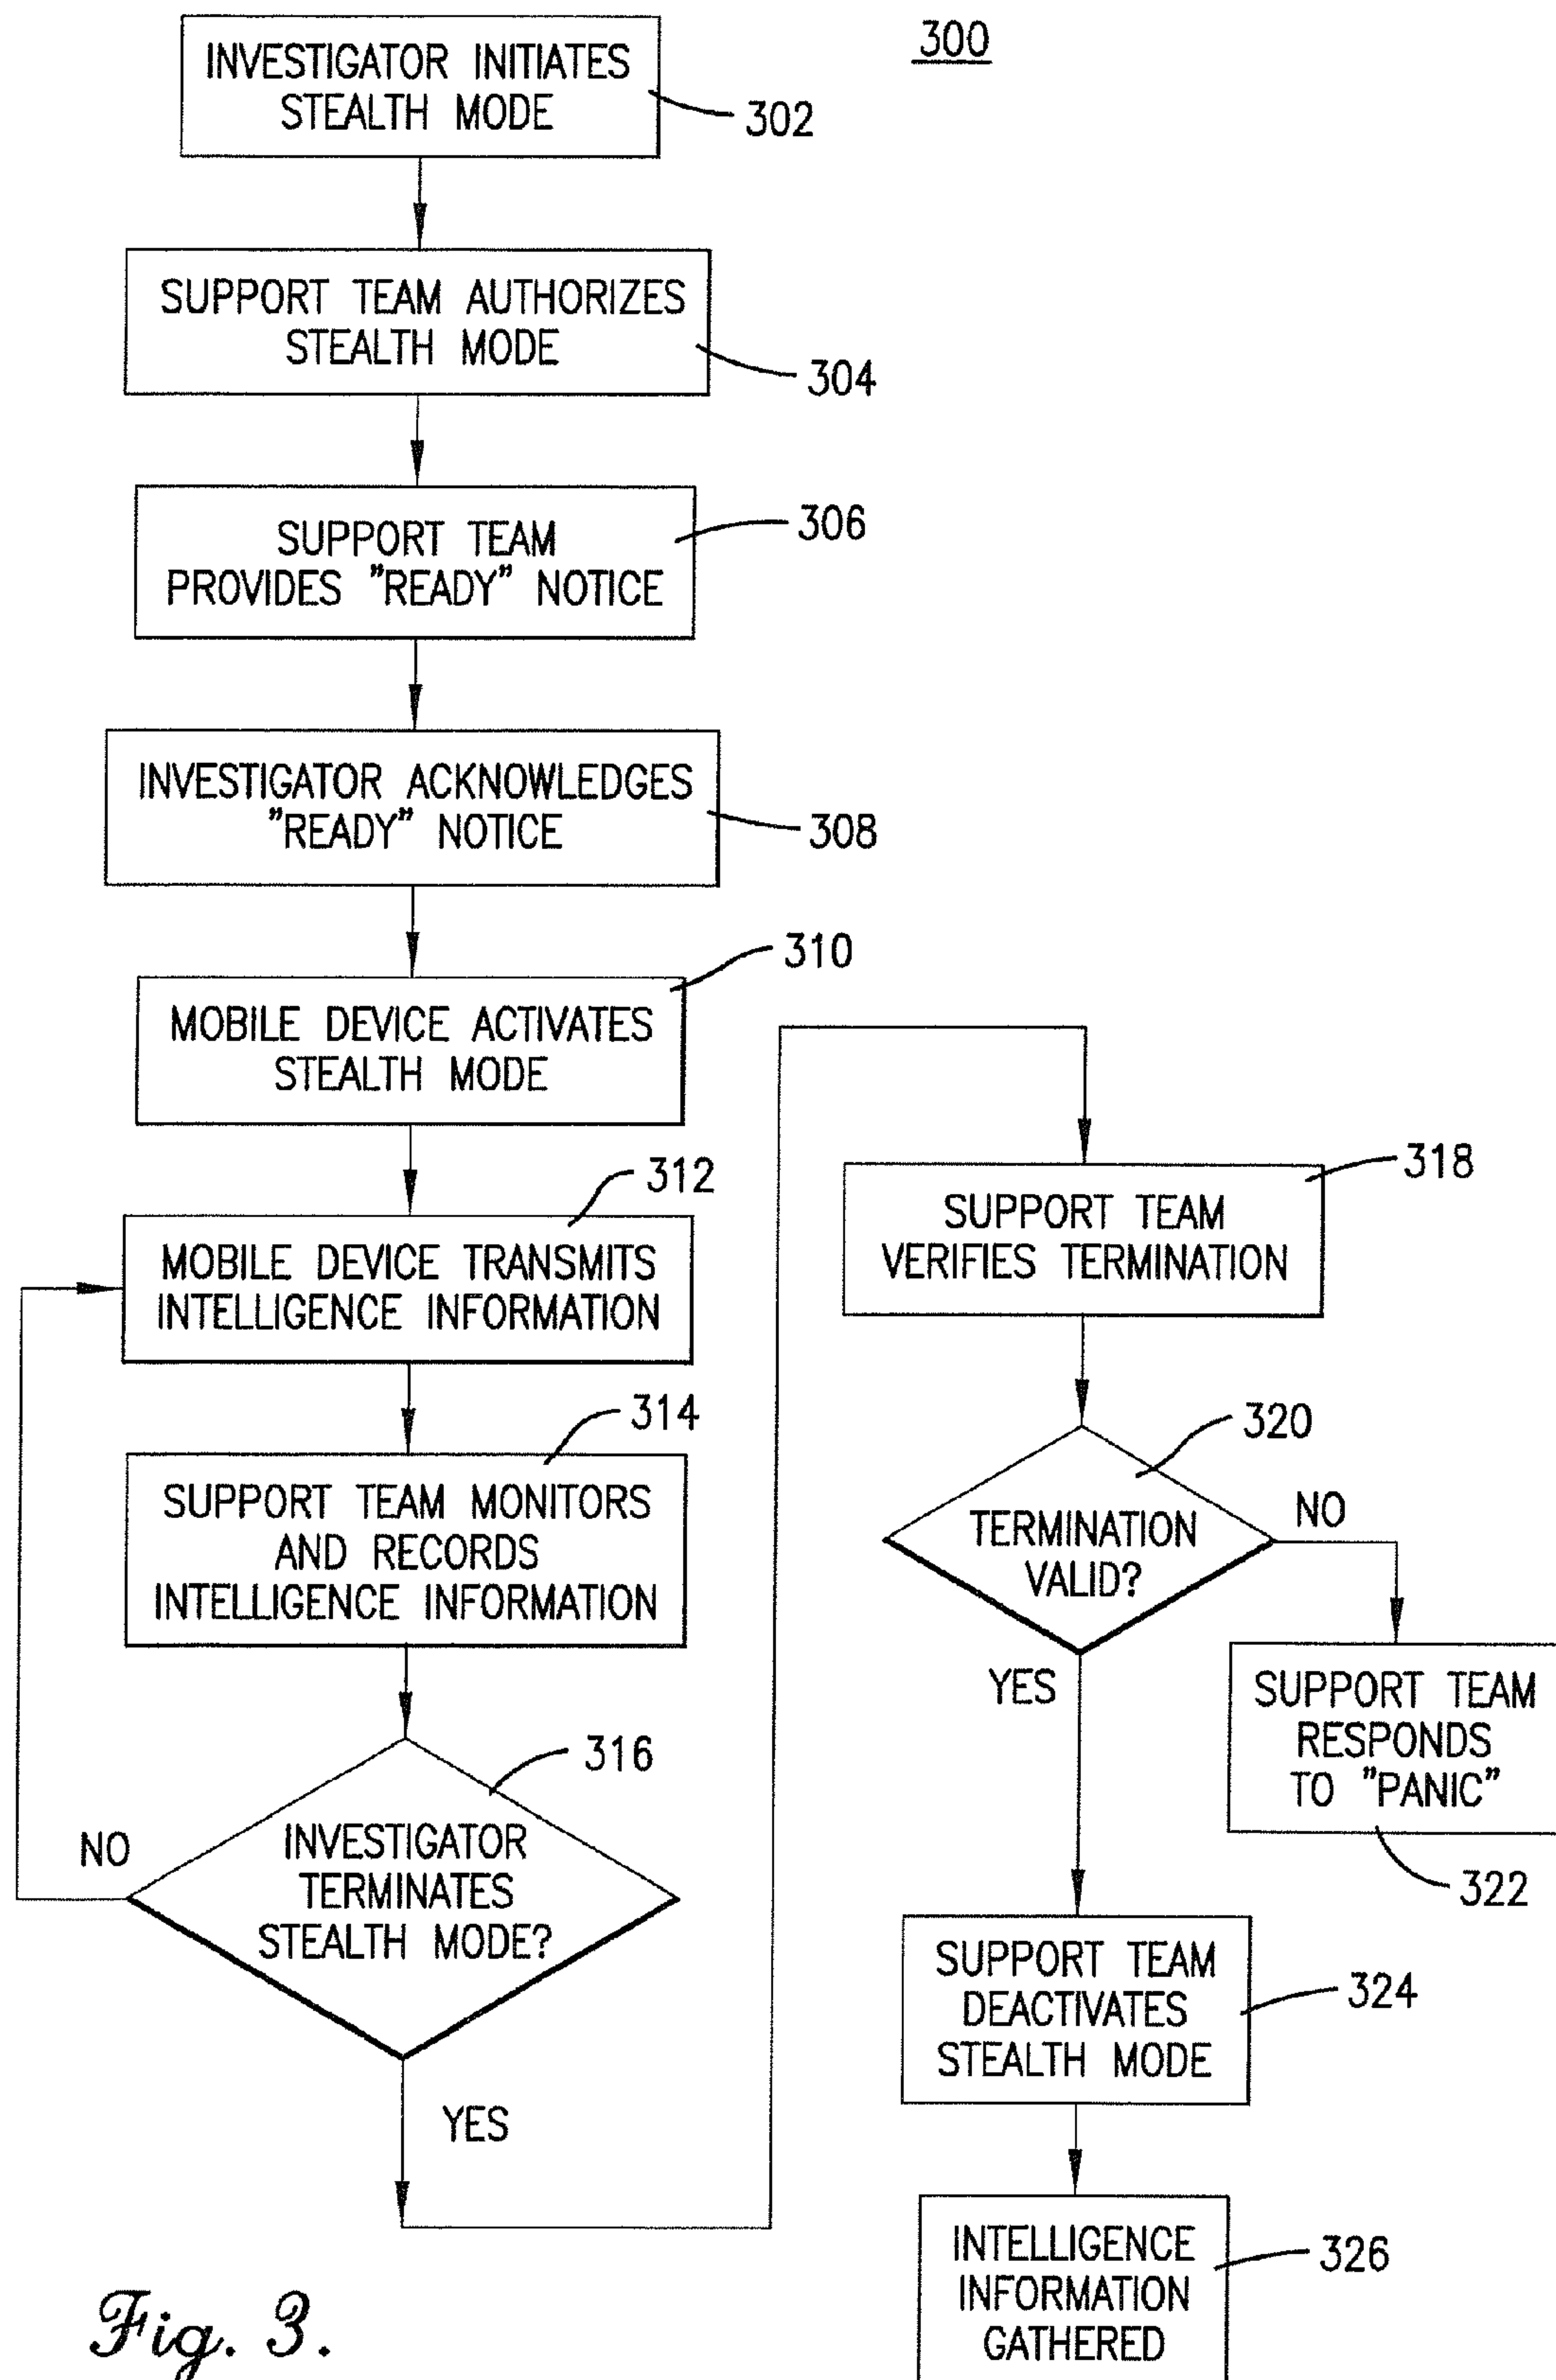 300
INVESTIGATOR INITIATES
STEALTH MODE
302
SUPPORT TEAM AUTHORIZES
STEALTH MODE
304
SUPPORT TEAM
PROVIDES "READY" NOTICE
306
INVESTIGATOR ACKNOWLEDGES
"READY" NOTICE
308
MOBILE DEVICE ACTIVATES
STEALTH MODE
310
MOBILE DEVICE TRANSMITS
INTELLIGENCE INFORMATION
312
SUPPORT TEAM MONITORS
AND RECORDS
INTELLIGENCE INFORMATION
314
INVESTIGATOR
TERMINATES
STEALTH MODE?
316
NO
YES
SUPPORT TEAM
VERIFIES TERMINATION
318
TERMINATION
VALID?
320
NO
YES
SUPPORT TEAM
RESPONDS
TO "PANIC"
322
SUPPORT TEAM
DEACTIVATES
STEALTH MODE
324
INTELLIGENCE
INFORMATION
GATHERED
326
Fig. 3.